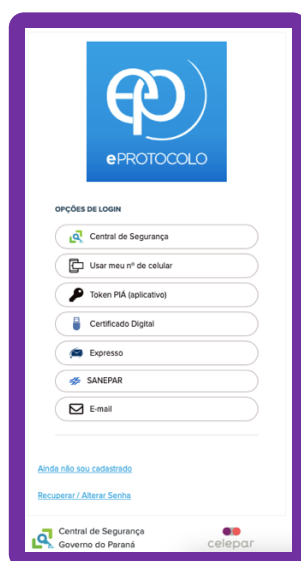 ep
ePROTOCOLO
OPÇÕES DE LOGIN
Central de Segurança
Usar meu nº de celular
Token PIÁ (aplicativo)
Certificado Digital
Expresso
SANEPAR
E-mail
Ainda não sou cadastrado
Recuperar / Alterar Senha
Central de Segurança
Governo do Paraná
celepar